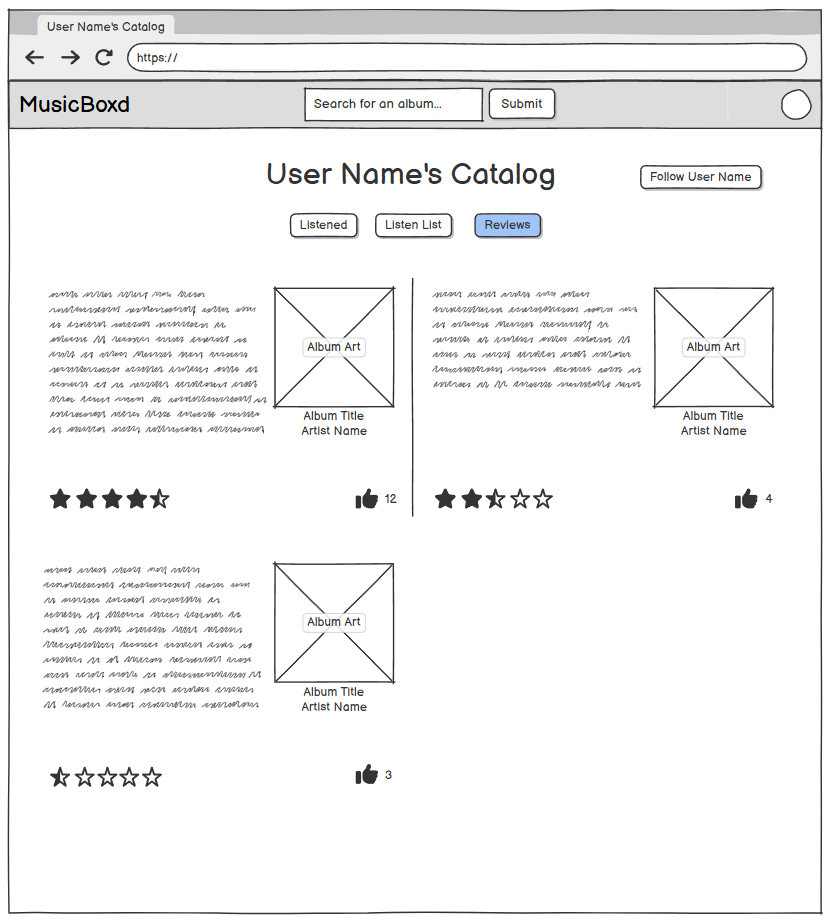 User Name's Catalog
https://
MusicBoxd
Search for an album...
Submit
User Name's Catalog
Follow User Name
Listened
Listen List
Reviews
Album Art
Album Title
Artist Name
12
Album Art
Album Title
Artist Name
4
Album Art
Album Title
Artist Name
3